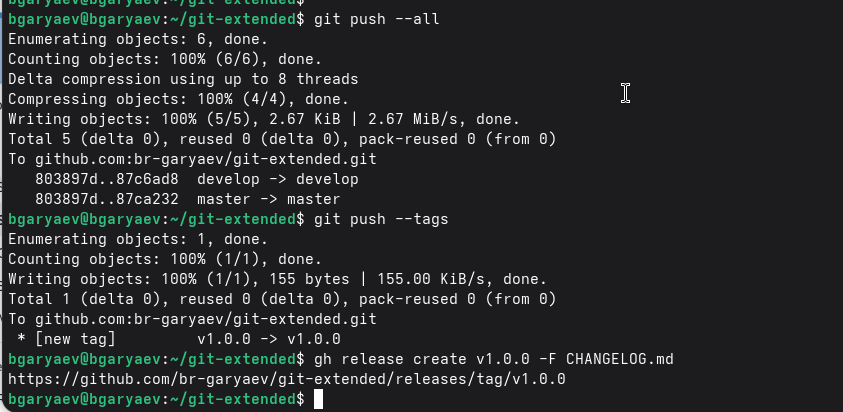 bgaryaev@bgaryaev:~/git-extended$ git push --all
Enumerating objects: 6, done.
Counting objects: 100% (6/6), done.
Delta compression using up to 8 threads
Compressing objects: 100% (4/4), done.
Writing objects: 100% (5/5), 2.67 KiB | 2.67 MiB/s, done.
Total 5 (delta 0), reused 0 (delta 0), pack-reused 0 (from 0)
To github.com:br-garyaev/git-extended.git
   803897d..87c6ad8  develop -> develop
   803897d..87ca232  master -> master
bgaryaev@bgaryaev:~/git-extended$ git push --tags
Enumerating objects: 1, done.
Counting objects: 100% (1/1), done.
Writing objects: 100% (1/1), 155 bytes | 155.00 KiB/s, done.
Total 1 (delta 0), reused 0 (delta 0), pack-reused 0 (from 0)
To github.com:br-garyaev/git-extended.git
 * [new tag]         v1.0.0 -> v1.0.0
bgaryaev@bgaryaev:~/git-extended$ gh release create v1.0.0 -F CHANGELOG.md
https://github.com/br-garyaev/git-extended/releases/tag/v1.0.0
bgaryaev@bgaryaev:~/git-extended$